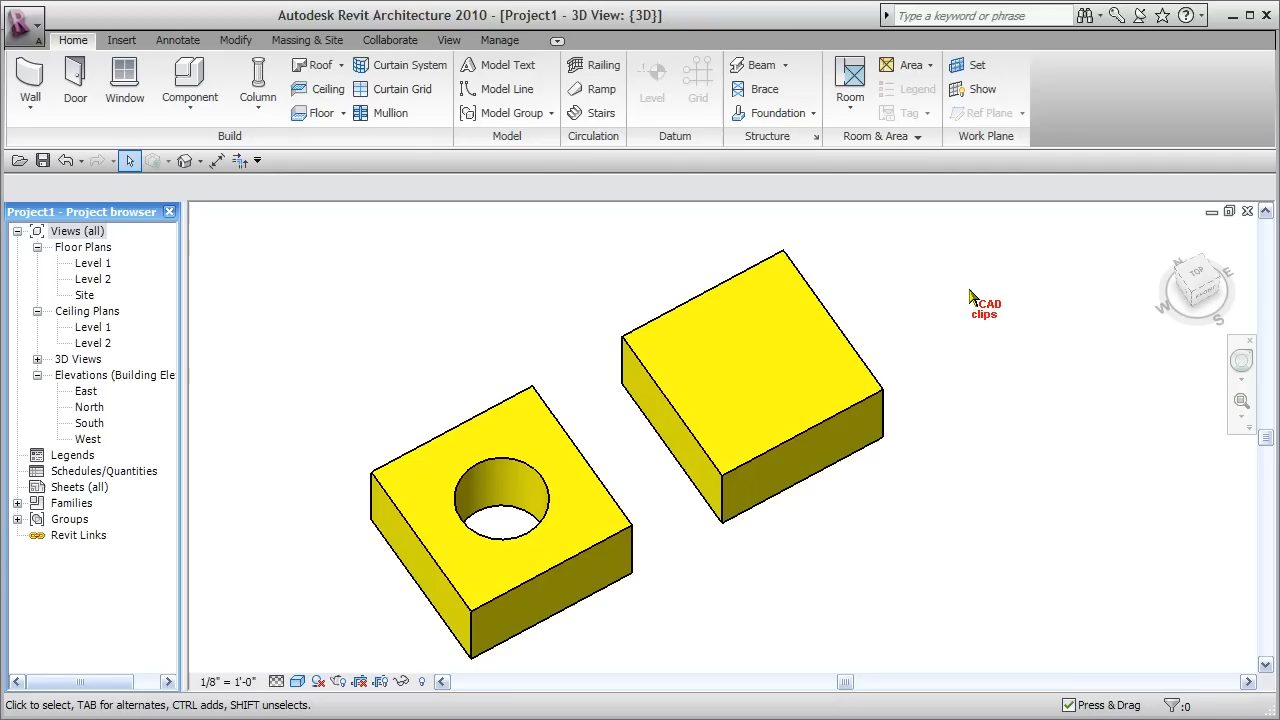 Autodesk Revit Architecture 2010 - [Project1 - 3D View: {3D}]
Type a keyword or phrase
Home Insert Annotate Modify Massing & Site Collaborate View Manage
Wall
Door
Window
Component
Column
Roof
Ceiling
Floor
Curtain System
Curtain Grid
Mullion
Build
Model Text
Model Line
Model Group
Model
Railing
Ramp
Stairs
Circulation
Level
Grid
Datum
Beam
Brace
Foundation
Structure
Room
Area
Legend
Tag
Room & Area
Set
Show
Ref Plane
Work Plane
Project1 - Project browser
Views (all)
Floor Plans
Level 1
Level 2
Site
Ceiling Plans
Level 1
Level 2
3D Views
Elevations (Building Ele
East
North
South
West
Legends
Schedules/Quantities
Sheets (all)
Families
Groups
Revit Links
CAD
clips
N
E
TOP
W
S
1/8" = 1'-0"
Click to select, TAB for alternates, CTRL adds, SHIFT unselects.
Press & Drag
:0